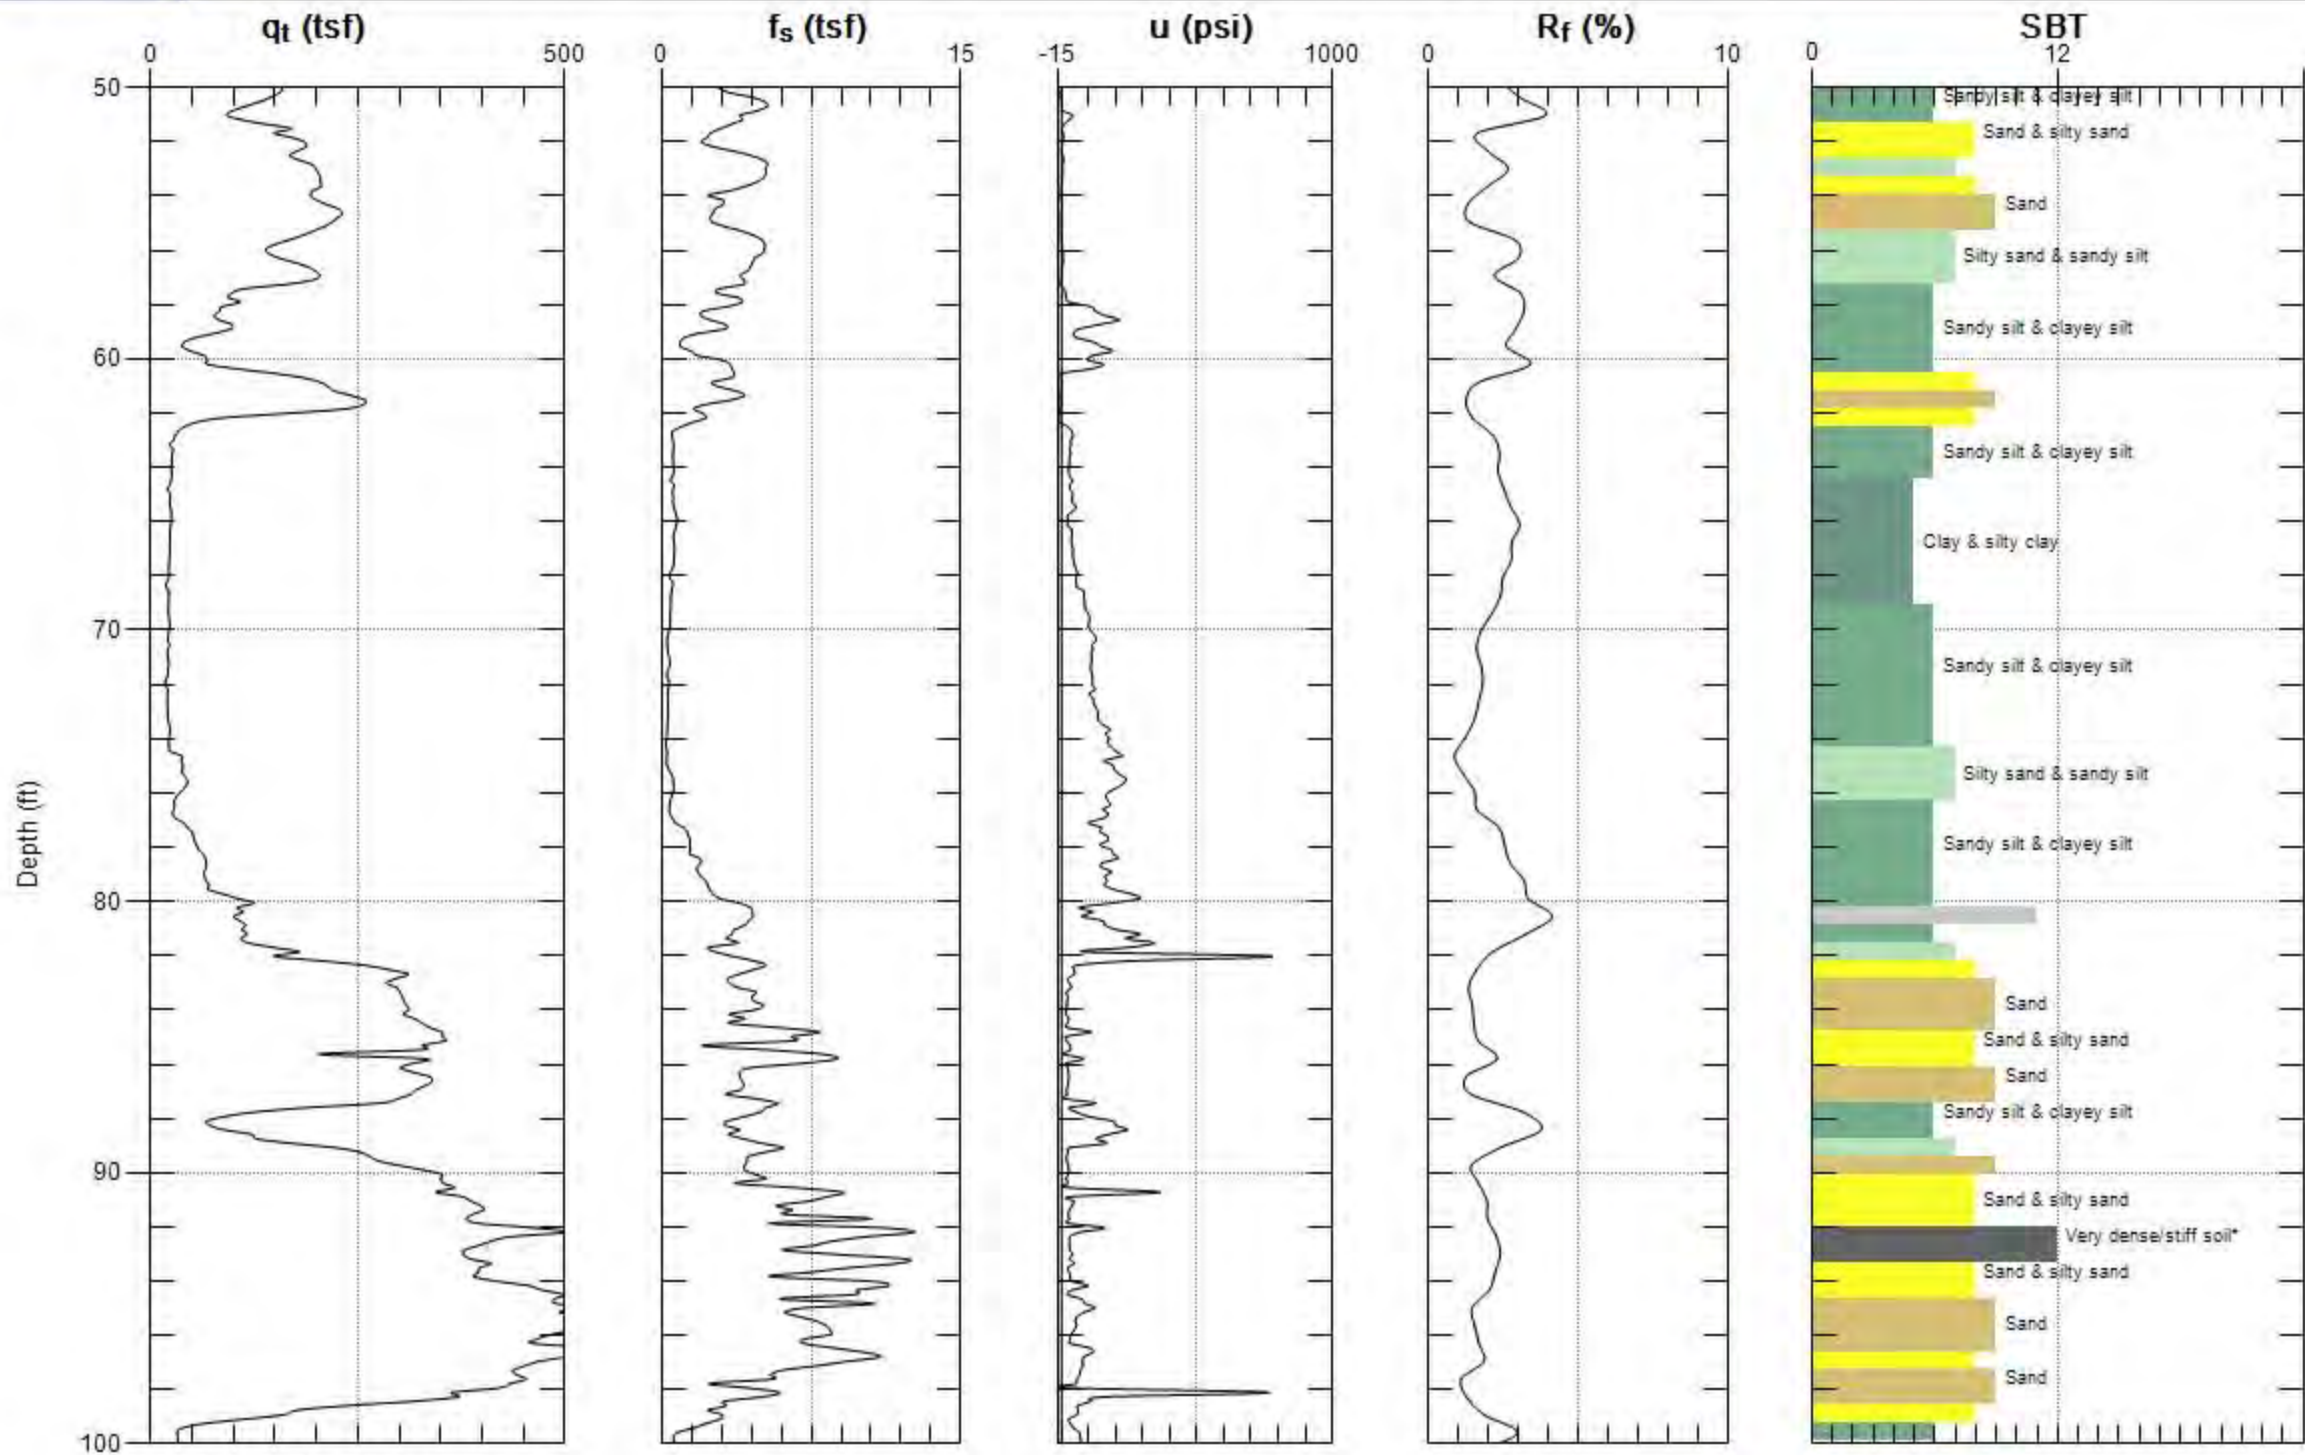 qt (tsf)
fs (tsf)
u (psi)
Rf (%)
SBT
0
500
0
15
-15
1000
0
10
0
12
50
60
70
80
90
100
Depth (ft)
Sandy silt & clayey silt
Sand & silty sand
Sand
Silty sand & sandy silt
Sandy silt & clayey silt
Sandy silt & clayey silt
Clay & silty clay
Sandy silt & clayey silt
Silty sand & sandy silt
Sandy silt & clayey silt
Sand
Sand & silty sand
Sand
Sandy silt & clayey silt
Sand & silty sand
Very dense/stiff soil*
Sand & silty sand
Sand
Sand